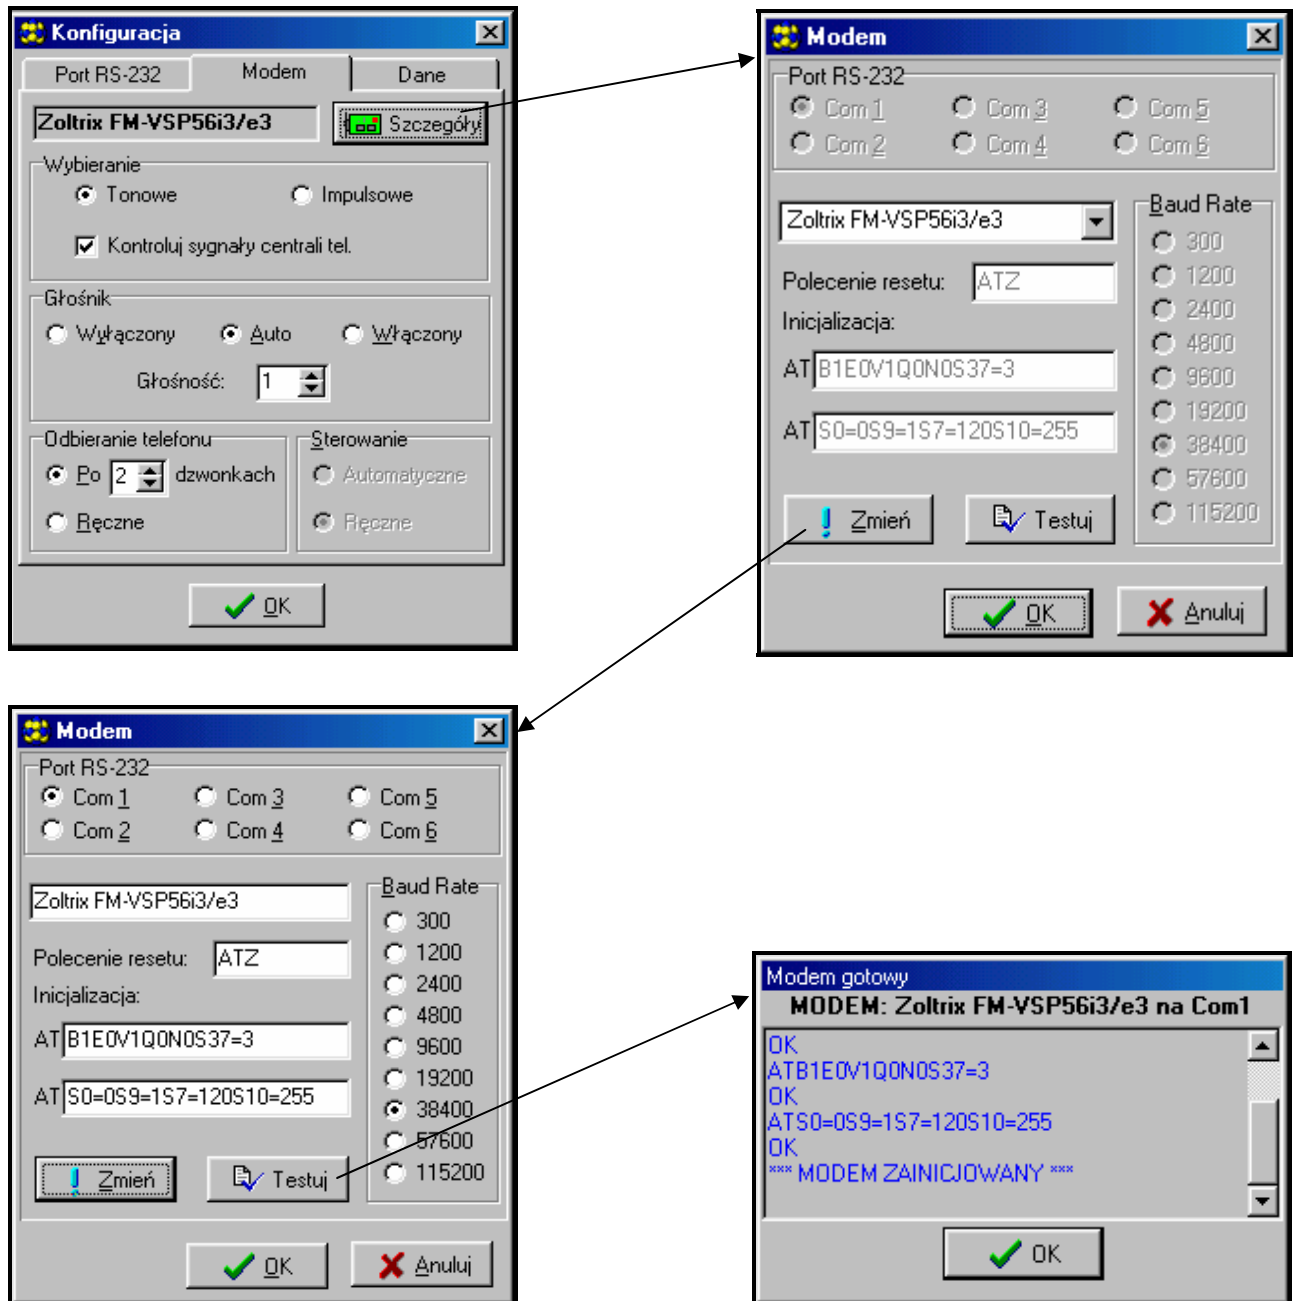 Konfiguracja
Port RS-232 Modem Dane
Zoltrix FM-VSP56i3/e3 Szczegóły
Wybieranie
Tonowe Impulsowe
Kontroluj sygnały centrali tel.
Głośnik
Wyłączony Auto Włączony
Głośność: 1
Odbieranie telefonu Sterowanie
Po 2 dzwonkach Automatyczne
Ręczne Ręczne
OK
Modem
Port RS-232
Com 1 Com 3 Com 5
Com 2 Com 4 Com 6
Zoltrix FM-VSP56i3/e3
Polecenie resetu: ATZ
Inicjalizacja:
AT B1E0V1Q0N0S37=3
AT S0=0S9=1S7=120S10=255
Baud Rate
300
1200
2400
4800
9600
19200
38400
57600
115200
Zmień Testuj
OK Anuluj
Modem
Port RS-232
Com 1 Com 3 Com 5
Com 2 Com 4 Com 6
Zoltrix FM-VSP56i3/e3
Polecenie resetu: ATZ
Inicjalizacja:
AT B1E0V1Q0N0S37=3
AT S0=0S9=1S7=120S10=255
Baud Rate
300
1200
2400
4800
9600
19200
38400
57600
115200
Zmień Testuj
OK Anuluj
Modem gotowy
MODEM: Zoltrix FM-VSP56i3/e3 na Com1
OK
ATB1E0V1Q0N0S37=3
OK
ATS0=0S9=1S7=120S10=255
OK
*** MODEM ZAINICJOWANY ***
OK